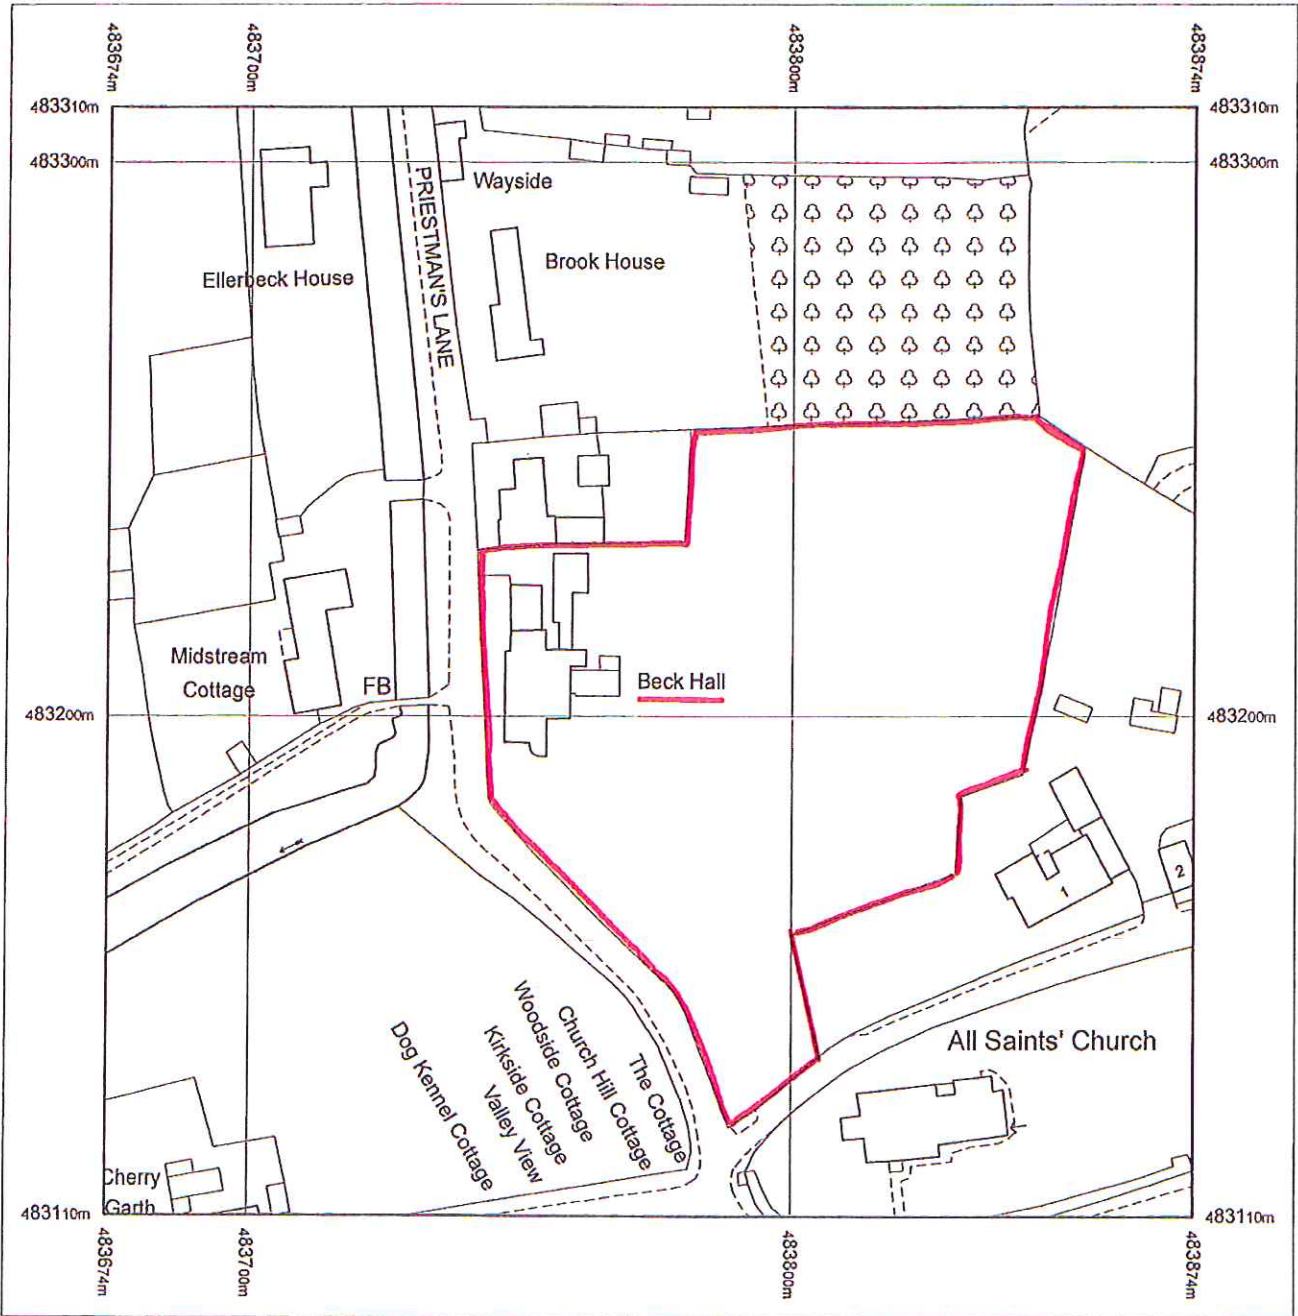 483674m
483700m
483800m
483874m
483310m
483310m
483300m
483300m
Wayside
PRIESTMAN'S LANE
Brook House
Ellerbeck House
Midstream
Cottage
FB
Beck Hall
483200m
483200m
1
2
All Saints' Church
The Cottage
Church Hill Cottage
Woodside Cottage
Kirkside Cottage
Valley View
Dog Kennel Cottage
Cherry
Garth
483110m
483110m
483674m
483700m
483800m
483874m